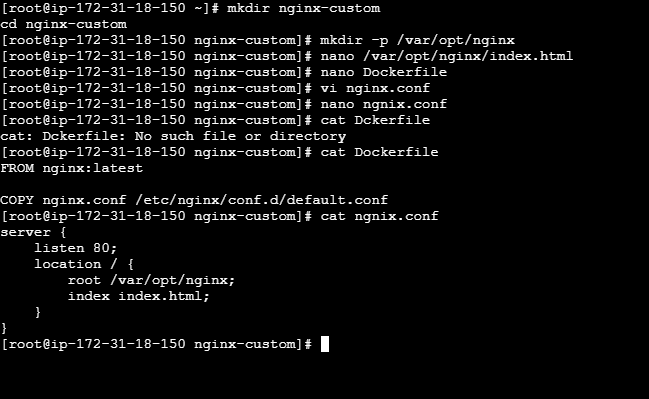 [root@ip-172-31-18-150 ~]# mkdir nginx-custom
cd nginx-custom
[root@ip-172-31-18-150 nginx-custom]# mkdir -p /var/opt/nginx
[root@ip-172-31-18-150 nginx-custom]# nano /var/opt/nginx/index.html
[root@ip-172-31-18-150 nginx-custom]# nano Dockerfile
[root@ip-172-31-18-150 nginx-custom]# vi nginx.conf
[root@ip-172-31-18-150 nginx-custom]# nano ngnix.conf
[root@ip-172-31-18-150 nginx-custom]# cat Dckerfile
cat: Dckerfile: No such file or directory
[root@ip-172-31-18-150 nginx-custom]# cat Dockerfile
FROM nginx:latest

COPY nginx.conf /etc/nginx/conf.d/default.conf
[root@ip-172-31-18-150 nginx-custom]# cat ngnix.conf
server {
    listen 80;
    location / {
        root /var/opt/nginx;
        index index.html;
    }
}
[root@ip-172-31-18-150 nginx-custom]#